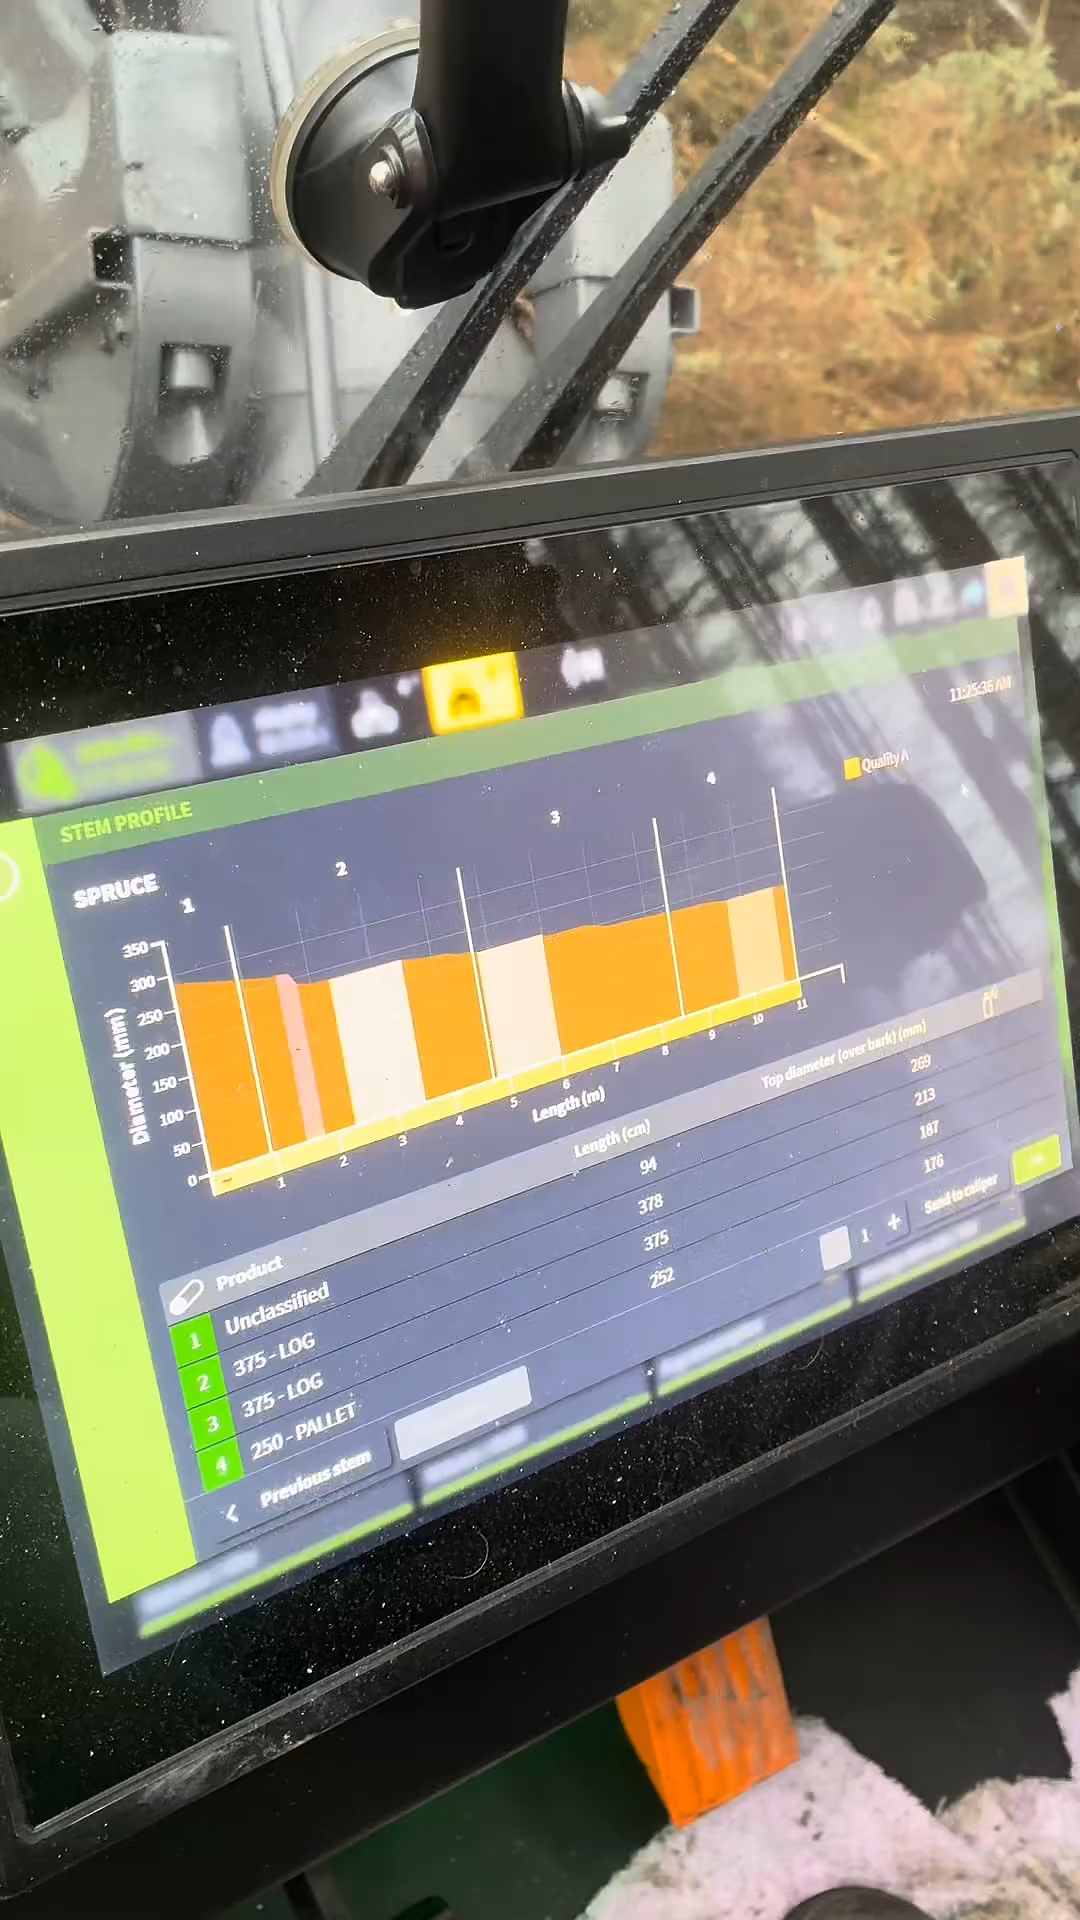 11:25:36 AM
STEM PROFILE
Quality A
SPRUCE
1
2
3
4
350
300
250
200
150
100
50
0
Diameter (mm)
1
2
3
4
5
6
7
8
9
10
11
Length (m)
Product
Length (cm)
Top diameter (over bark) (mm)
1 Unclassified 94 269
2 375 - LOG 378 213
3 375 - LOG 375 187
4 250 - PALLET 252 176
Previous stem
1 +
Send to caliper